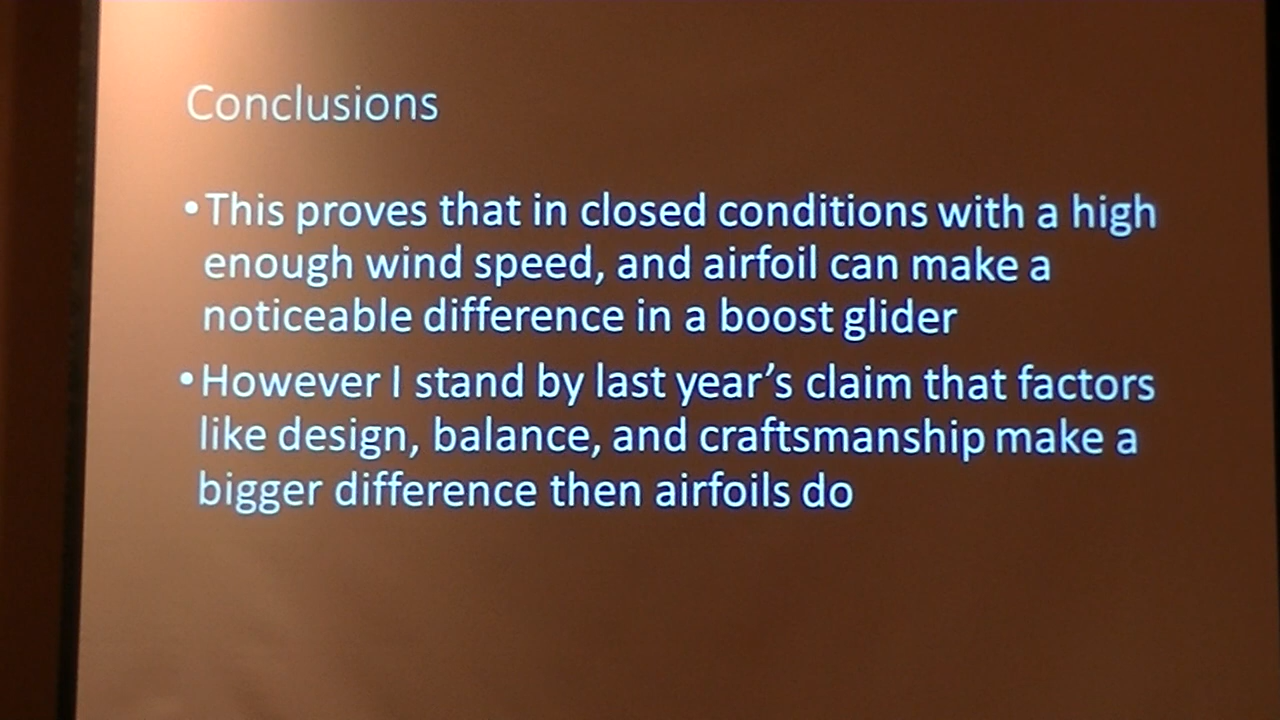 Conclusions
•This proves that in closed conditions with a high
enough wind speed, and airfoil can make a
noticeable difference in a boost glider
•However I stand by last year’s claim that factors
like design, balance, and craftsmanship make a
bigger difference then airfoils do